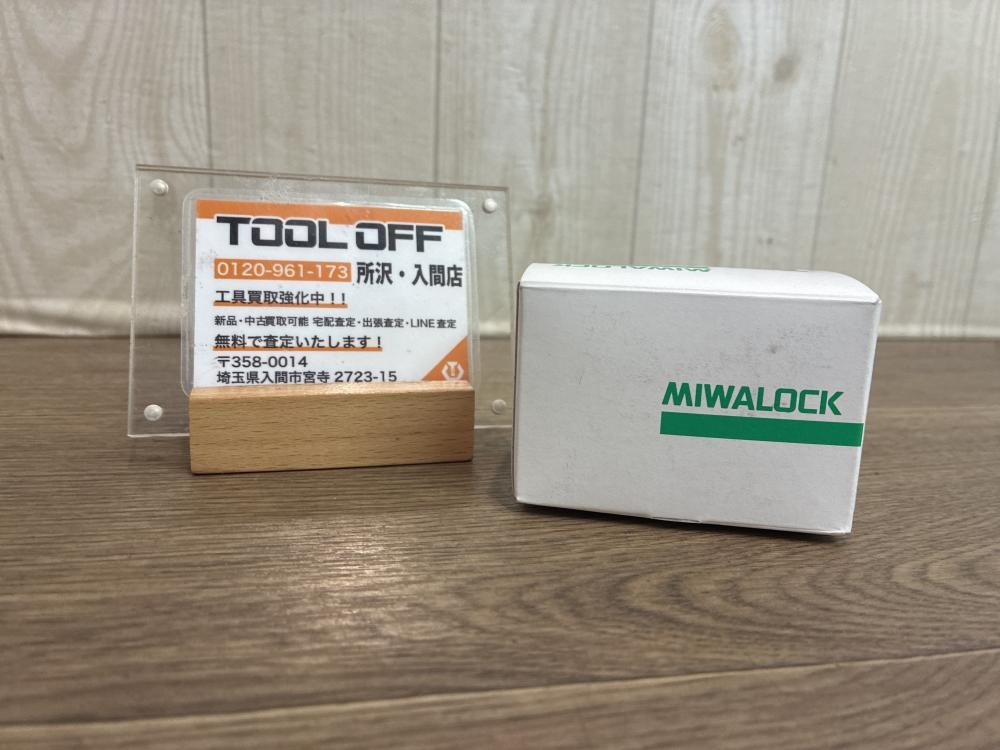 TOOL OFF
0120-961-173 所沢・入間店
工具買取強化中！！
新品・中古買取可能 宅配査定・出張査定・LINE査定
無料で査定いたします！
〒358-0014
埼玉県入間市宮寺 2723-15
MIWALOCK
MIWALOCK